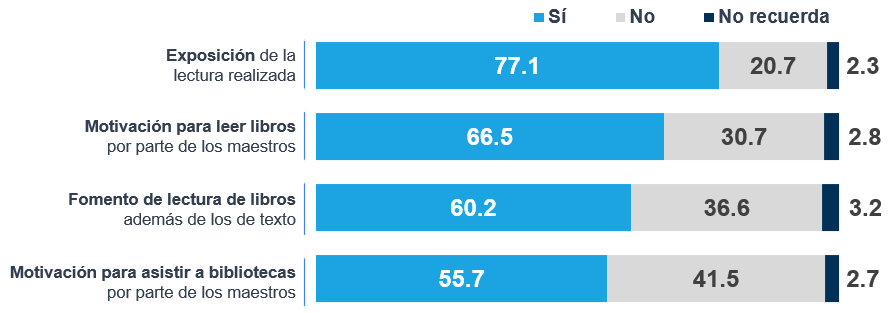 Sí No No recuerda
Exposición de la
lectura realizada
77.1 20.7 2.3
Motivación para leer libros
por parte de los maestros
66.5 30.7 2.8
Fomento de lectura de libros
además de los de texto
60.2 36.6 3.2
Motivación para asistir a bibliotecas
por parte de los maestros
55.7 41.5 2.7